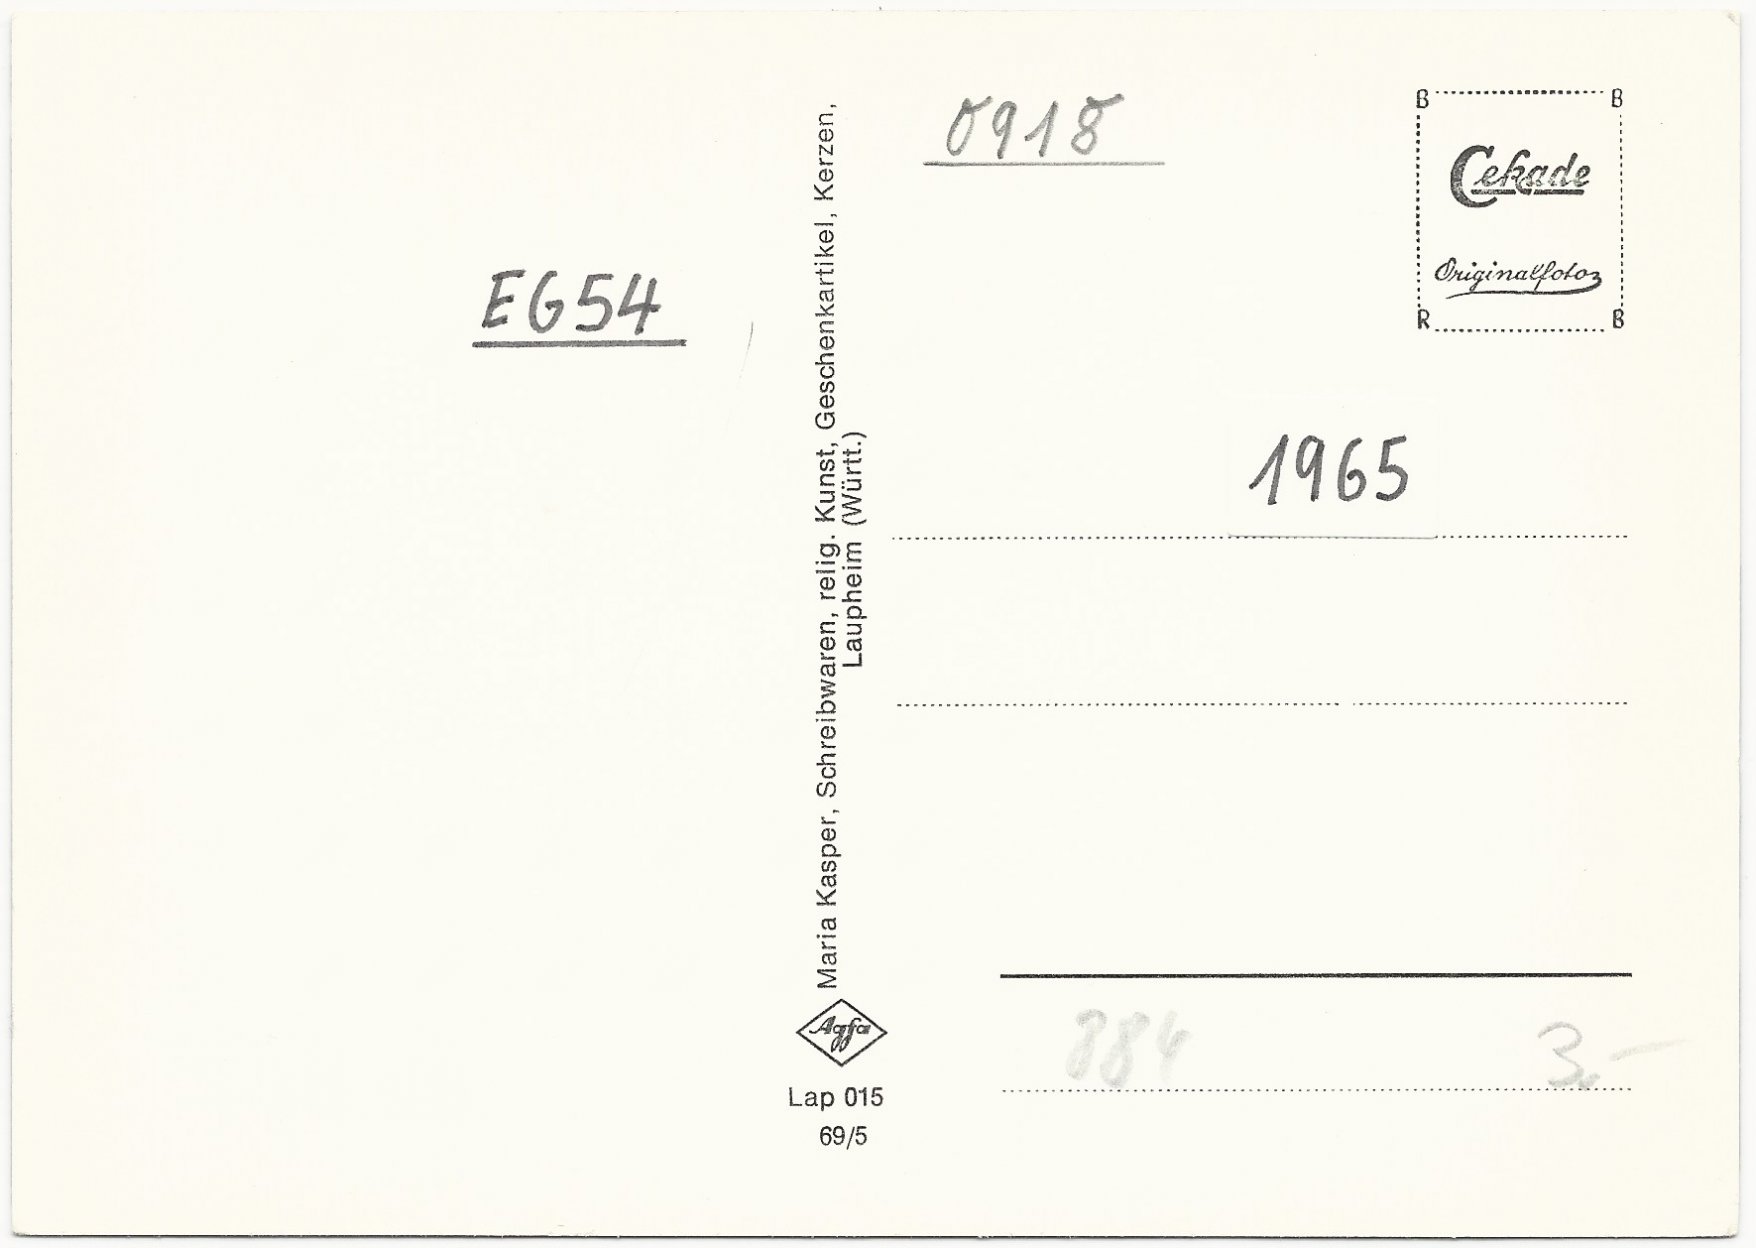 EG54
Maria Kasper, Schreibwaren, relig. Kunst, Geschenkartikel, Kerzen,
Laupheim (Württ.)
Agfa
Lap 015
69/5
0918
B B
Cekade
Originalfoto
R B
1965
884
3.-